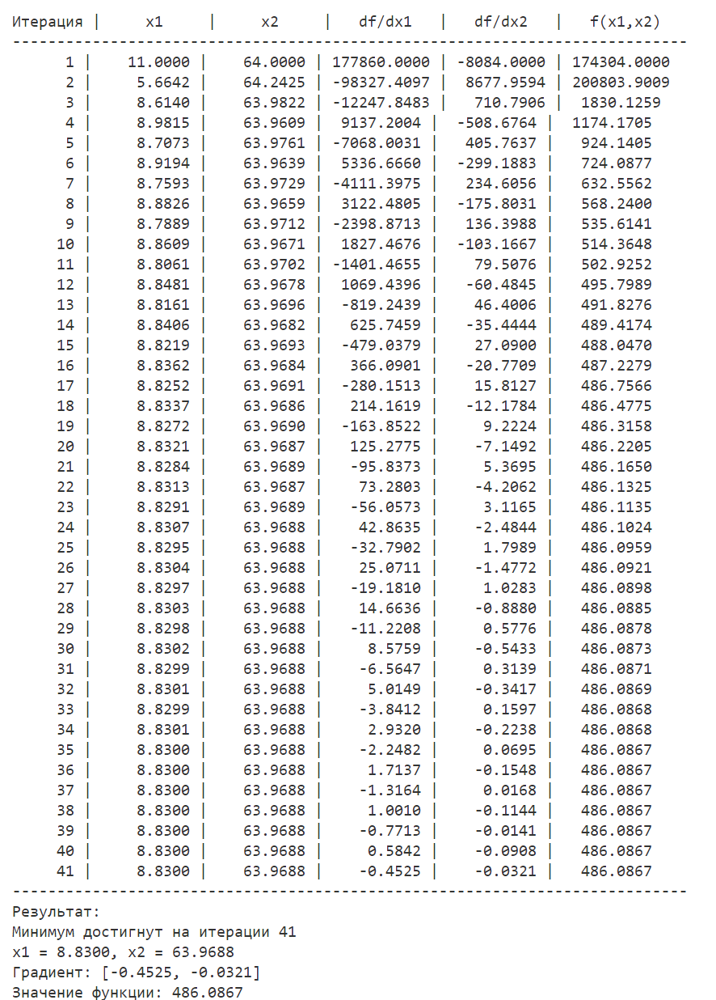 Итерация |     x1     |     x2     |   df/dx1   |   df/dx2   |   f(x1,x2)
----------------------------------------------------------------------------
      1 |    11.0000 |    64.0000 | 177860.0000 | -8084.0000 | 174304.0000
      2 |     5.6642 |    64.2425 | -98327.4097 |  8677.9594 | 200803.9009
      3 |     8.6140 |    63.9822 | -12247.8483 |   710.7906 |  1830.1259
      4 |     8.9815 |    63.9609 |  9137.2004 |  -508.6764 |  1174.1705
      5 |     8.7073 |    63.9761 | -7068.0031 |   405.7637 |   924.1405
      6 |     8.9194 |    63.9639 |  5336.6660 |  -299.1883 |   724.0877
      7 |     8.7593 |    63.9729 | -4111.3975 |   234.6056 |   632.5562
      8 |     8.8826 |    63.9659 |  3122.4805 |  -175.8031 |   568.2400
      9 |     8.7889 |    63.9712 | -2398.8713 |   136.3988 |   535.6141
     10 |     8.8609 |    63.9671 |  1827.4676 |  -103.1667 |   514.3648
     11 |     8.8061 |    63.9702 | -1401.4655 |    79.5076 |   502.9252
     12 |     8.8481 |    63.9678 |  1069.4396 |   -60.4845 |   495.7989
     13 |     8.8161 |    63.9696 |  -819.2439 |    46.4006 |   491.8276
     14 |     8.8406 |    63.9682 |   625.7459 |   -35.4444 |   489.4174
     15 |     8.8219 |    63.9693 |  -479.0379 |    27.0900 |   488.0470
     16 |     8.8362 |    63.9684 |   366.0901 |   -20.7709 |   487.2279
     17 |     8.8252 |    63.9691 |  -280.1513 |    15.8127 |   486.7566
     18 |     8.8337 |    63.9686 |   214.1619 |   -12.1784 |   486.4775
     19 |     8.8272 |    63.9690 |  -163.8522 |     9.2224 |   486.3158
     20 |     8.8321 |    63.9687 |   125.2775 |    -7.1492 |   486.2205
     21 |     8.8284 |    63.9689 |   -95.8373 |     5.3695 |   486.1650
     22 |     8.8313 |    63.9687 |    73.2803 |    -4.2062 |   486.1325
     23 |     8.8291 |    63.9689 |   -56.0573 |     3.1165 |   486.1135
     24 |     8.8307 |    63.9688 |    42.8635 |    -2.4844 |   486.1024
     25 |     8.8295 |    63.9688 |   -32.7902 |     1.7989 |   486.0959
     26 |     8.8304 |    63.9688 |    25.0711 |    -1.4772 |   486.0921
     27 |     8.8297 |    63.9688 |   -19.1810 |     1.0283 |   486.0898
     28 |     8.8303 |    63.9688 |    14.6636 |    -0.8880 |   486.0885
     29 |     8.8298 |    63.9688 |   -11.2208 |     0.5776 |   486.0878
     30 |     8.8302 |    63.9688 |     8.5759 |    -0.5433 |   486.0873
     31 |     8.8299 |    63.9688 |    -6.5647 |     0.3139 |   486.0871
     32 |     8.8301 |    63.9688 |     5.0149 |    -0.3417 |   486.0869
     33 |     8.8299 |    63.9688 |    -3.8412 |     0.1597 |   486.0868
     34 |     8.8301 |    63.9688 |     2.9320 |    -0.2238 |   486.0868
     35 |     8.8300 |    63.9688 |    -2.2482 |     0.0695 |   486.0867
     36 |     8.8300 |    63.9688 |     1.7137 |    -0.1548 |   486.0867
     37 |     8.8300 |    63.9688 |    -1.3164 |     0.0168 |   486.0867
     38 |     8.8300 |    63.9688 |     1.0010 |    -0.1144 |   486.0867
     39 |     8.8300 |    63.9688 |    -0.7713 |    -0.0141 |   486.0867
     40 |     8.8300 |    63.9688 |     0.5842 |    -0.0908 |   486.0867
     41 |     8.8300 |    63.9688 |    -0.4525 |    -0.0321 |   486.0867
----------------------------------------------------------------------------
Результат:
Минимум достигнут на итерации 41
x1 = 8.8300, x2 = 63.9688
Градиент: [-0.4525, -0.0321]
Значение функции: 486.0867